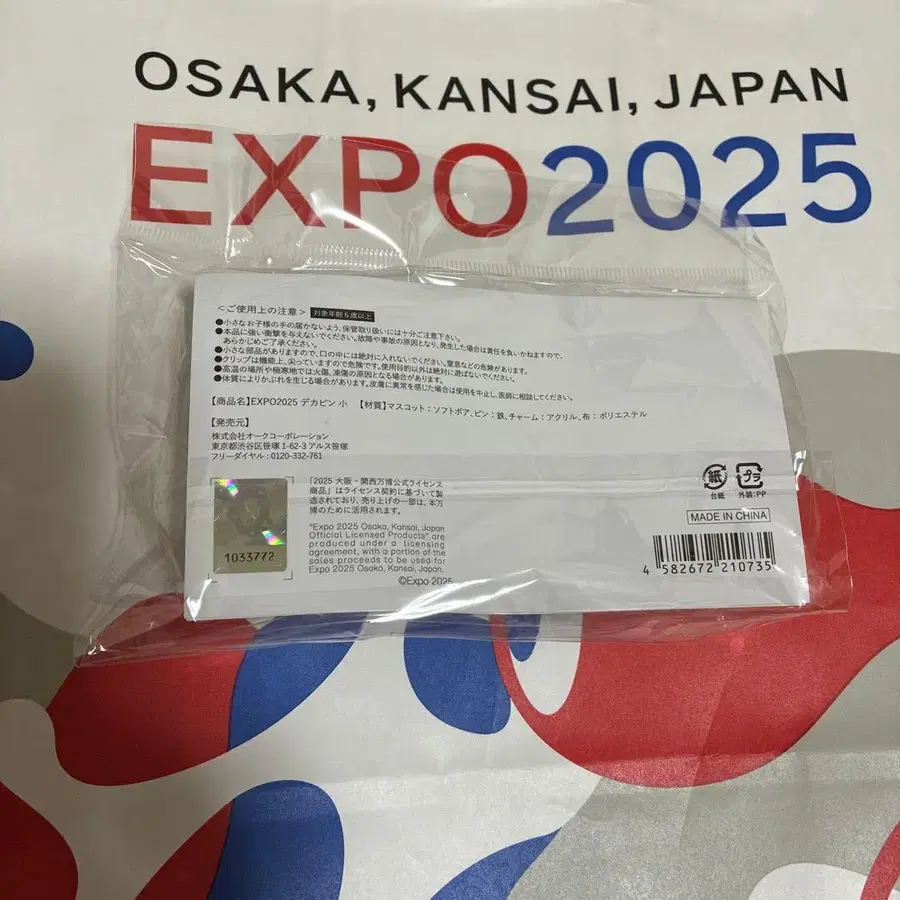 OSAKA, KANSAI, JAPAN
EXPO2025
<ご使用上の注意> 対象年齢6歳以上
●小さなお子様の手の届かないよう、保管取り扱いには十分ご注意下さい。
●本品に強い衝撃を与えないでください。故障や事故の原因となり、発生した場合は責任を負いかねますので、
あらかじめご了承ください。
●小さな部品がありますので、口の中には絶対に入れないでください。窒息などの危険があります。
●クリップは機能上、尖っていますので危険です。使用目的以外は絶対に遊ばないでください。
●高温の場所や極寒地では火傷、凍傷の原因となる場合があります。
●体質によりかぶれを生じる場合があります。皮膚に異常を感じた場合は使用を中止し、医師に相談してください。
【商品名】EXPO2025 デカピン 小 【材質】マスコット:ソフトボア、ピン:鉄、チャーム:アクリル、布:ポリエステル
【発売元】
株式会社オークコーポレーション
東京都渋谷区笹塚1-62-3 アルス笹塚
フリーダイヤル:0120-332-761
1033772
「2025 大阪・関西万博公式ライセンス
商品」はライセンス契約に基づいて製
造されており、売り上げの一部は、本万
博のために活用されます。
"Expo 2025 Osaka, Kansai, Japan
Official Licensed Products" are
produced under a licensing
agreement, with a portion of the
sales proceeds to be used for
Expo 2025 Osaka, Kansai, Japan.
©Expo 2025
紙 プラ
台紙 外装:PP
MADE IN CHINA
4 582672 210735